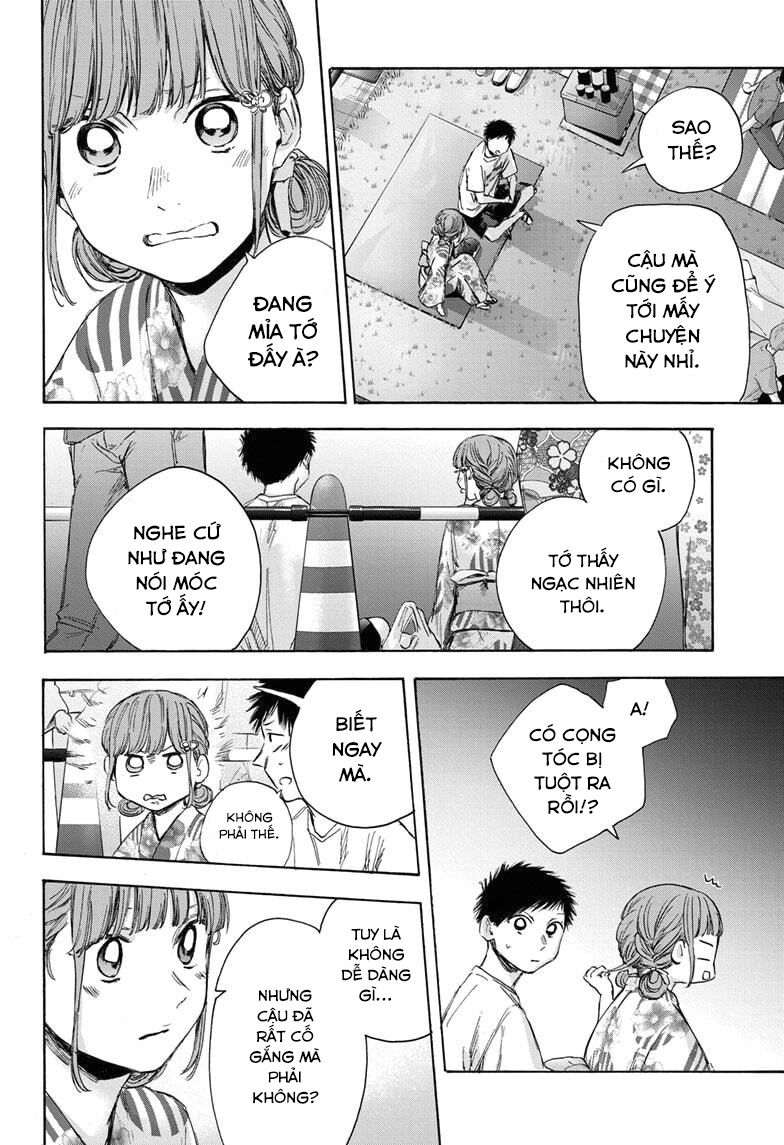 SAO
THẾ?
CẬU MÀ
CŨNG ĐỂ Ý
TỚI MẤY
CHUYỆN
NÀY NHỈ.
ĐANG
MỈA TỚ
ĐẤY À?
KHÔNG
CÓ GÌ.
TỚ THẤY
NGẠC NHIÊN
THÔI.
NGHE CỨ
NHƯ ĐANG
NÓI MÓC
TỚ ẤY!
A!
CÓ CỌNG
TÓC BỊ
TUỘT RA
RỒI!?
BIẾT
NGAY
MÀ.
KHÔNG
PHẢI THẾ.
TUY LÀ
KHÔNG
DỄ DÀNG
GÌ...
NHƯNG
CẬU ĐÃ
RẤT CỐ
GẮNG MÀ
PHẢI
KHÔNG?